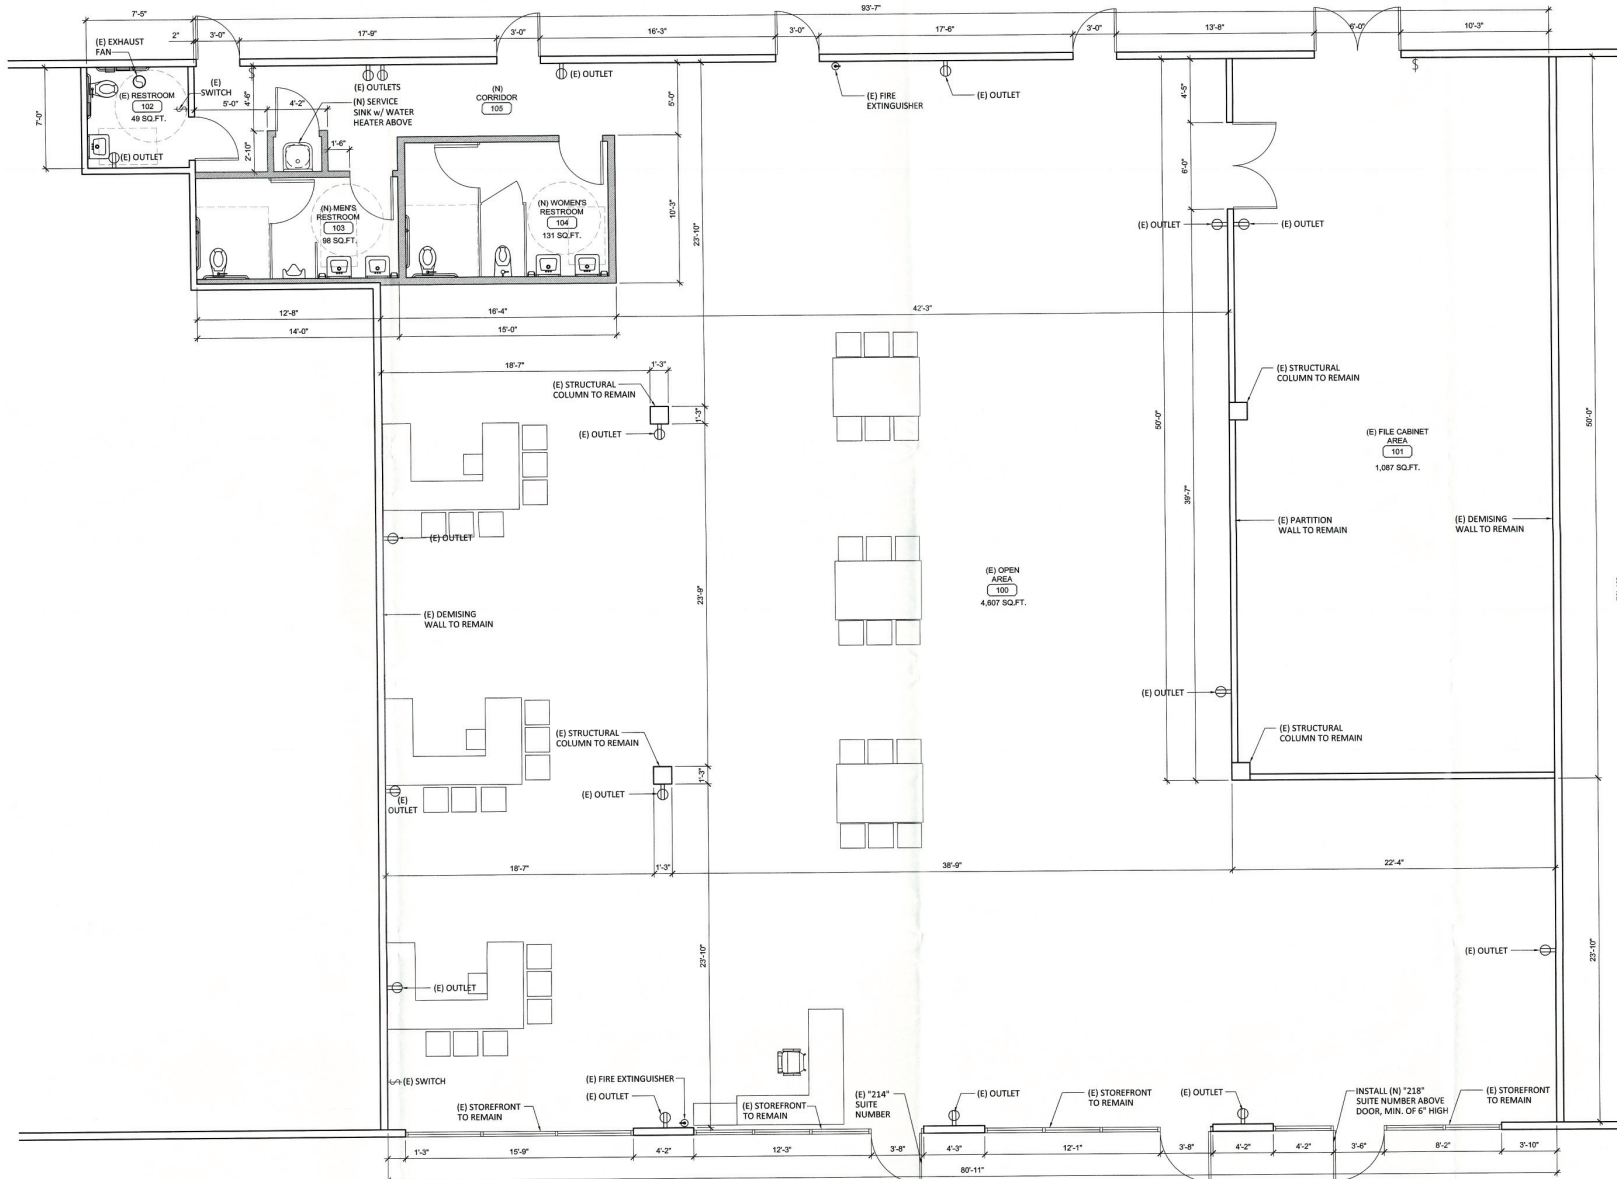 93'-7"
7'-5"
2"
3'-0"
17'-9"
3'-0"
16'-3"
3'-0"
17'-6"
3'-0"
13'-8"
6'-0"
10'-3"
(E) EXHAUST
FAN
(E) RESTROOM
102
49 SQ.FT.
(E)
SWITCH
7'-0"
(E) OUTLET
5'-0"
4'-6"
4'-2"
2'-10"
1'-6"
(E) OUTLETS
(N) SERVICE
SINK w/ WATER
HEATER ABOVE
(N)
CORRIDOR
105
(E) OUTLET
5'-0"
(E) FIRE
EXTINGUISHER
(E) OUTLET
4'-5"
6'-0"
(N) MEN'S
RESTROOM
103
98 SQ.FT.
(N) WOMEN'S
RESTROOM
104
131 SQ.FT.
10'-3"
23'-10"
(E) OUTLET
(E) OUTLET
12'-8"
16'-4"
42'-3"
14'-0"
15'-0"
18'-7"
1'-3"
(E) STRUCTURAL
COLUMN TO REMAIN
1'-3"
(E) OUTLET
(E) STRUCTURAL
COLUMN TO REMAIN
50'-0"
50'-0"
39'-7"
(E) FILE CABINET
AREA
101
1,087 SQ.FT.
(E) OUTLET
(E) PARTITION
WALL TO REMAIN
(E) DEMISING
WALL TO REMAIN
(E) OPEN
AREA
100
4,607 SQ.FT.
23'-9"
(E) DEMISING
WALL TO REMAIN
(E) OUTLET
(E) STRUCTURAL
COLUMN TO REMAIN
(E) STRUCTURAL
COLUMN TO REMAIN
1'-3"
(E) OUTLET
(E)
OUTLET
18'-7"
1'-3"
38'-9"
22'-4"
23'-10"
23'-10"
(E) OUTLET
(E) OUTLET
(E) SWITCH
(E) FIRE EXTINGUISHER
(E) OUTLET
(E) STOREFRONT
TO REMAIN
(E) STOREFRONT
TO REMAIN
(E) "214"
SUITE
NUMBER
(E) OUTLET
(E) STOREFRONT
TO REMAIN
(E) OUTLET
INSTALL (N) "218"
SUITE NUMBER ABOVE
DOOR, MIN. OF 6" HIGH
(E) STOREFRONT
TO REMAIN
1'-3"
15'-9"
4'-2"
12'-3"
3'-8"
4'-3"
12'-1"
3'-8"
4'-2"
4'-2"
3'-6"
8'-2"
3'-10"
80'-11"